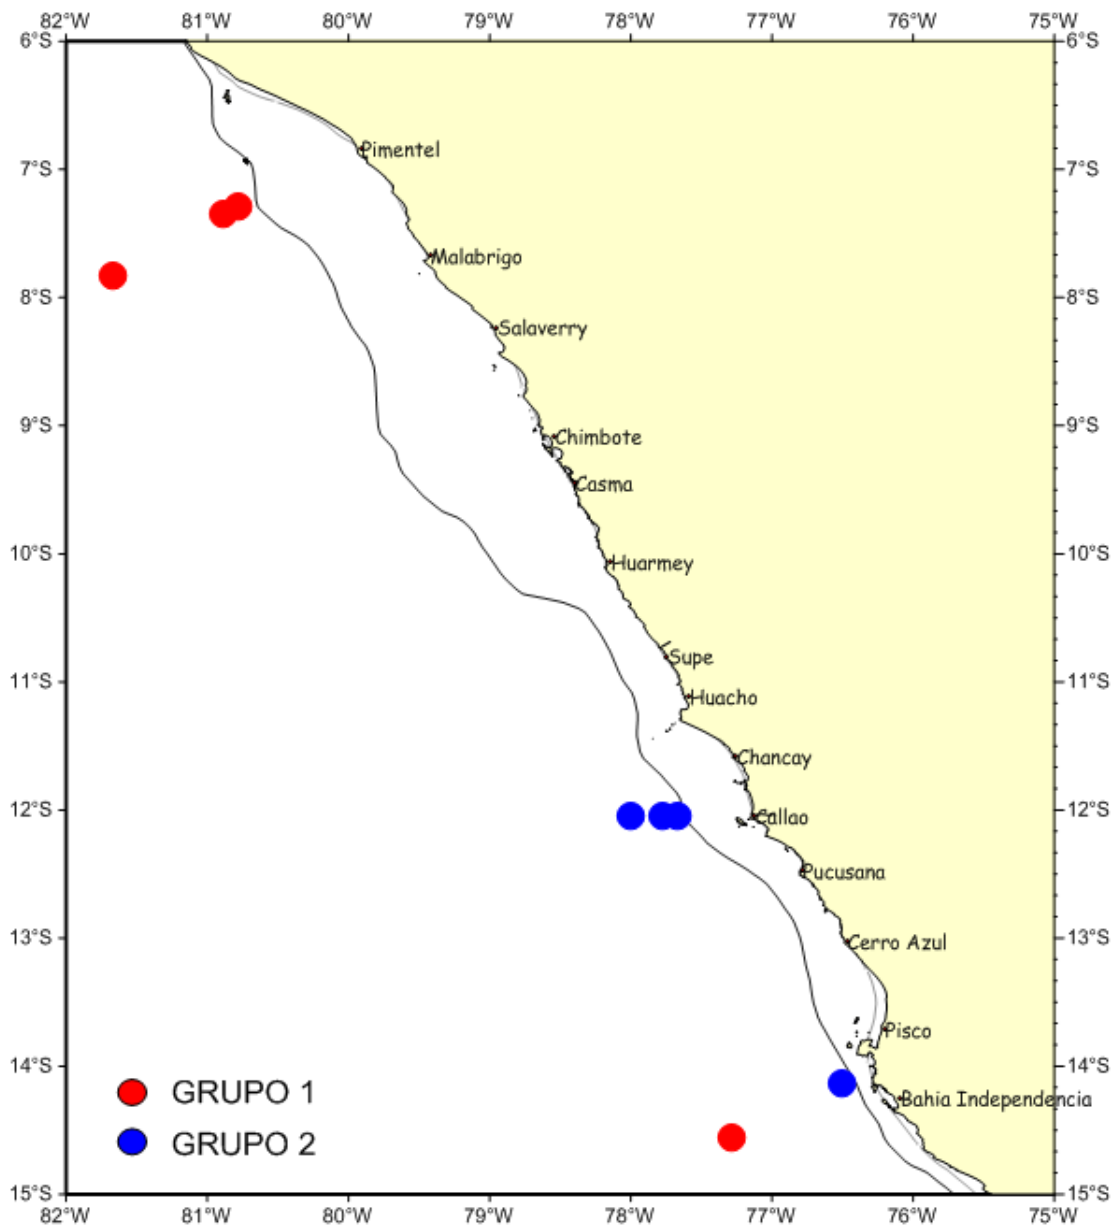 82°W 81°W 80°W 79°W 78°W 77°W 76°W 75°W
6°S 6°S
Pimentel
7°S 7°S
Malabrigo
8°S 8°S
Salaverry
9°S 9°S
Chimbote
Casma
10°S 10°S
Huarmey
Supe
11°S 11°S
Huacho
Chancay
12°S 12°S
Callao
Pucusana
13°S 13°S
Cerro Azul
Pisco
14°S 14°S
GRUPO 1
Bahia Independencia
GRUPO 2
15°S 15°S
82°W 81°W 80°W 79°W 78°W 77°W 76°W 75°W